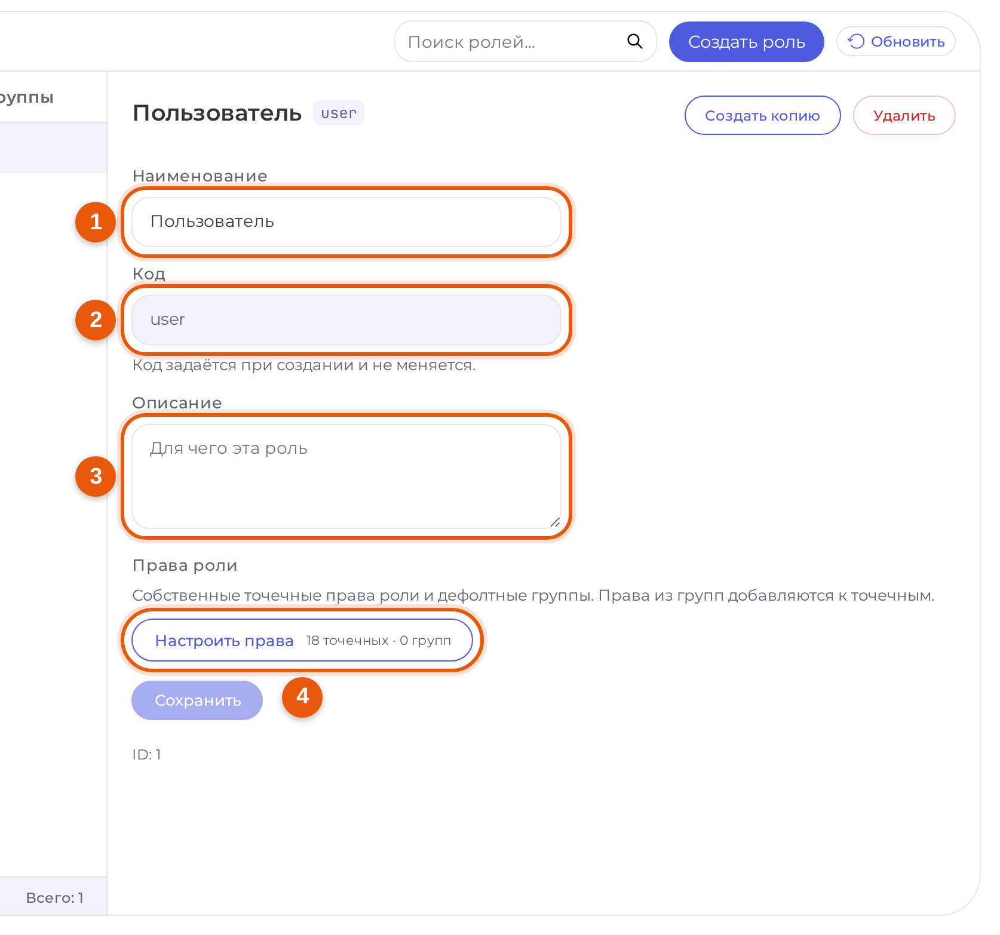 Поиск ролей...
Создать роль
Обновить
руппы
Пользователь user
Создать копию
Удалить
Наименование
1
Пользователь
Код
2
user
Код задаётся при создании и не меняется.
Описание
3
Для чего эта роль
Права роли
Собственные точечные права роли и дефолтные группы. Права из групп добавляются к точечным.
Настроить права 18 точечных · 0 групп
Сохранить
4
ID: 1
Всего: 1